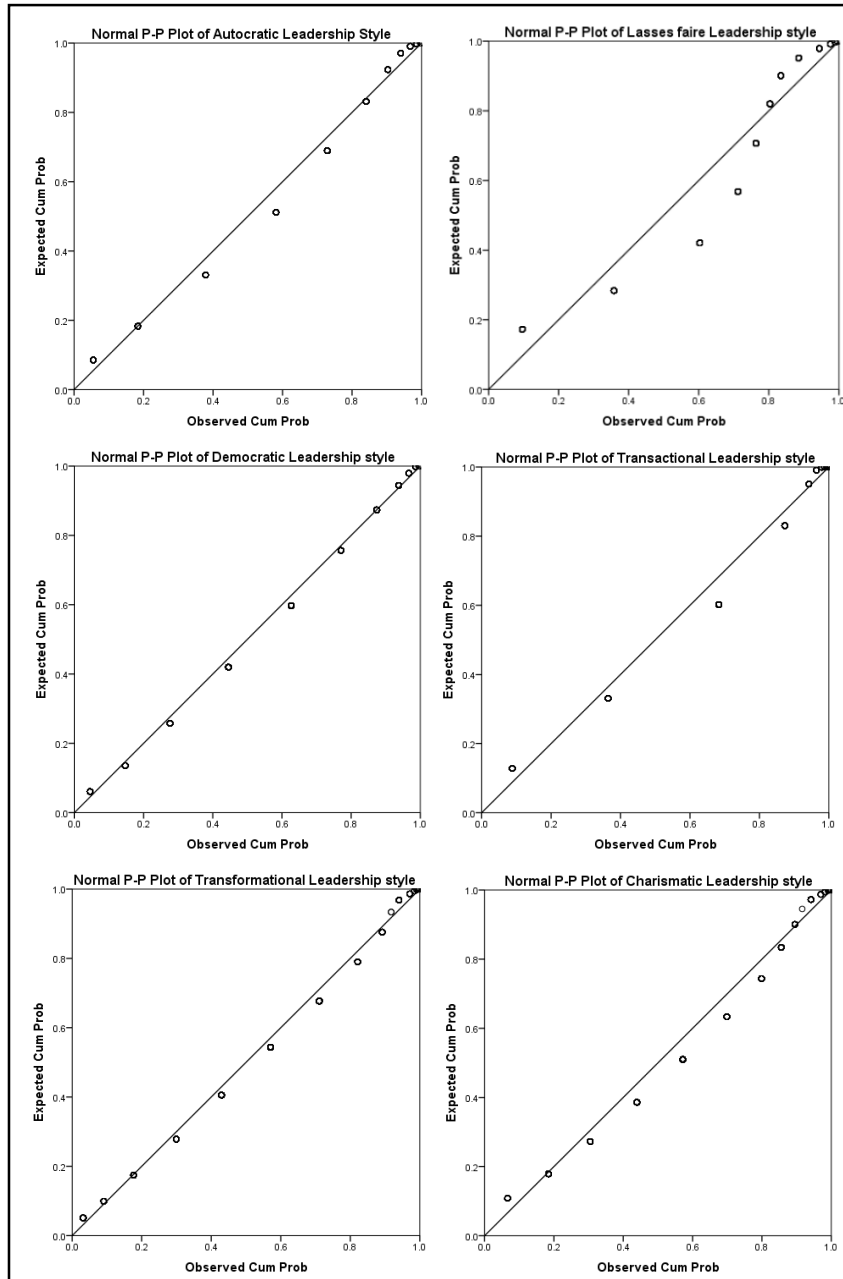 Normal P-P Plot of Autocratic Leadership Style
1.0
0.8
0.6
0.4
0.2
0.0
Expected Cum Prob
0.0 0.2 0.4 0.6 0.8 1.0
Observed Cum Prob
Normal P-P Plot of Lasses faire Leadership style
1.0
0.8
0.6
0.4
0.2
0.0
Expected Cum Prob
0.0 0.2 0.4 0.6 0.8 1.0
Observed Cum Prob
Normal P-P Plot of Democratic Leadership style
1.0
0.8
0.6
0.4
0.2
0.0
Expected Cum Prob
0.0 0.2 0.4 0.6 0.8 1.0
Observed Cum Prob
Normal P-P Plot of Transactional Leadership style
1.0
0.8
0.6
0.4
0.2
0.0
Expected Cum Prob
0.0 0.2 0.4 0.6 0.8 1.0
Observed Cum Prob
Normal P-P Plot of Transformational Leadership style
1.0
0.8
0.6
0.4
0.2
0.0
Expected Cum Prob
0.0 0.2 0.4 0.6 0.8 1.0
Observed Cum Prob
Normal P-P Plot of Charismatic Leadership style
1.0
0.8
0.6
0.4
0.2
0.0
Expected Cum Prob
0.0 0.2 0.4 0.6 0.8 1.0
Observed Cum Prob